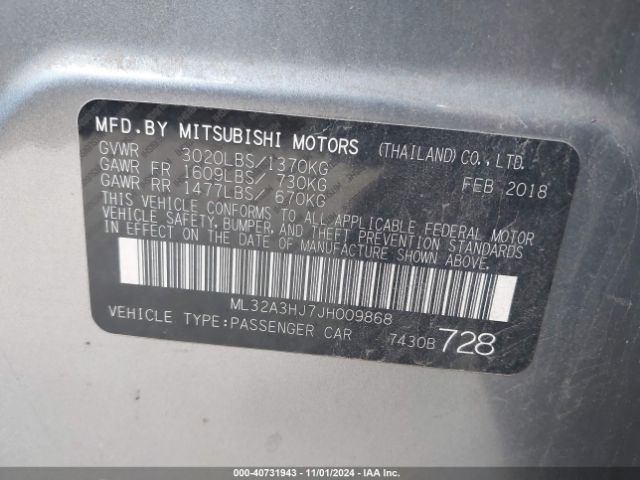 MFD.BY MITSUBISHI MOTORS (THAILAND)CO.,LTD.
GVWR 3020LBS/1370KG FEB 2018
GAWR FR 1609LBS/ 730KG
GAWR RR 1477LBS/ 670KG
THIS VEHICLE CONFORMS TO ALL APPLICABLE FEDERAL MOTOR
VEHICLE SAFETY,BUMPER,AND THEFT PREVENTION STANDARDS
IN EFFECT ON THE DATE OF MANUFACTURE SHOWN ABOVE.
ML32A3HJ7JH009868
VEHICLE TYPE:PASSENGER CAR 7430B 728
000-40731943 - 11/01/2024 - IAA Inc.